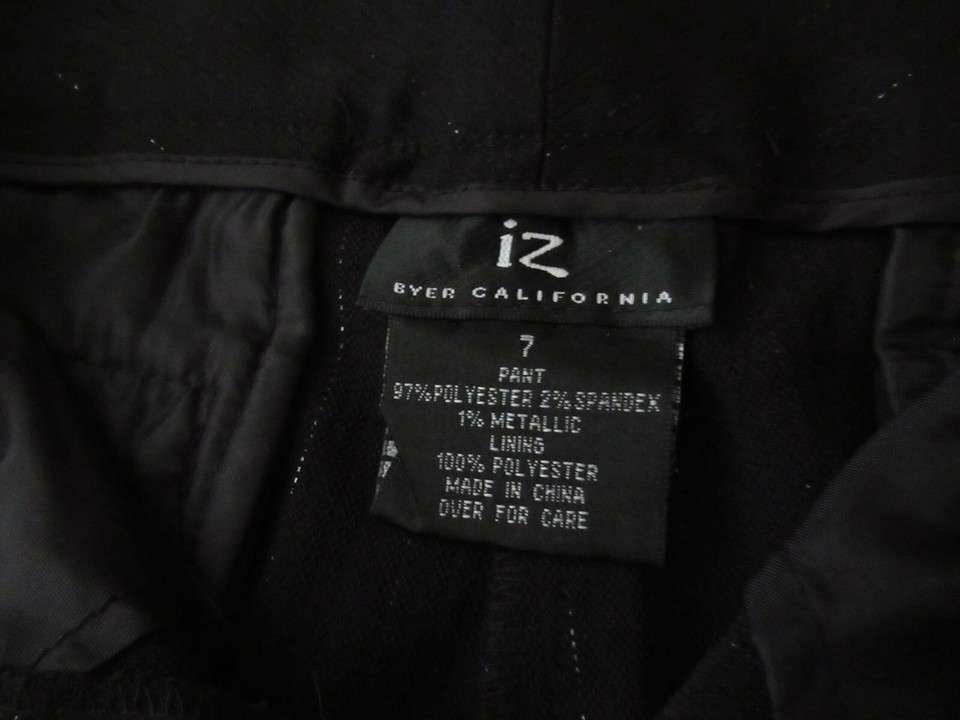 iz
BYER CALIFORNIA
7
PANT
97%POLYESTER 2%SPANDEX
1% METALLIC
LINING
100% POLYESTER
MADE IN CHINA
OVER FOR CARE